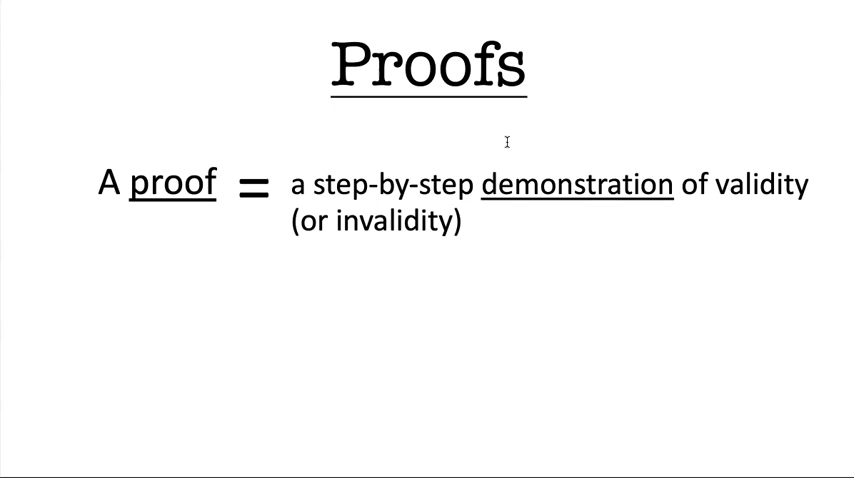 Proofs
A proof = a step-by-step demonstration of validity
(or invalidity)